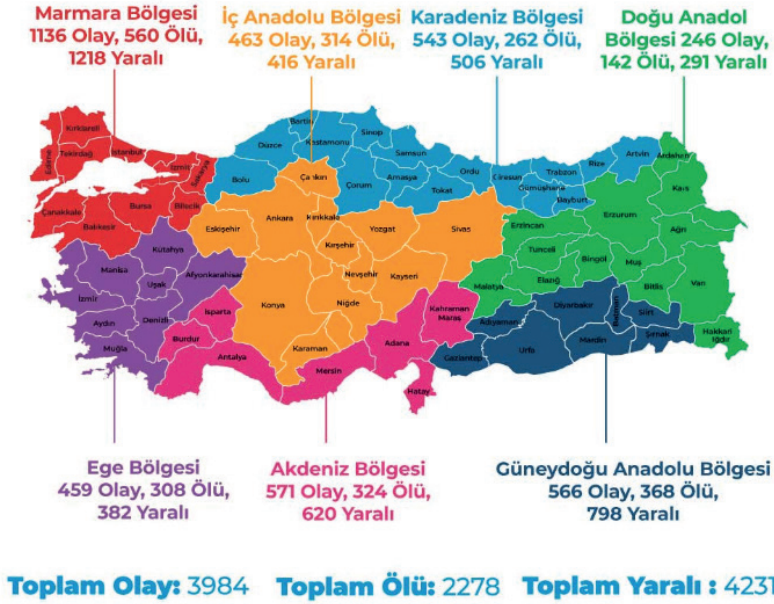 Marmara Bölgesi
1136 Olay, 560 Ölü,
1218 Yaralı
İç Anadolu Bölgesi
463 Olay, 314 Ölü,
416 Yaralı
Karadeniz Bölgesi
543 Olay, 262 Ölü,
506 Yaralı
Doğu Anadol
Bölgesi 246 Olay,
142 Ölü, 291 Yaralı
Kırklareli
Edirne
Tekirdağ
İstanbul
İzmit
Sakarya
Çanakkale
Balıkesir
Bursa
Bilecik
Bartın
Kastamonu
Sinop
Düzce
Bolu
Samsun
Çorum
Amasya
Tokat
Ordu
Giresun
Trabzon
Gümüşhane
Bayburt
Rize
Artvin
Ardahan
Kars
Çankırı
Ankara
Kırıkkale
Eskişehir
Kırşehir
Yozgat
Sivas
Nevşehir
Kayseri
Niğde
Konya
Karaman
Erzincan
Erzurum
Ağrı
Tunceli
Bingöl
Muş
Elazığ
Malatya
Bitlis
Van
Hakkari
Iğdır
Kütahya
Manisa
Uşak
Afyonkarahisar
İzmir
Aydın
Denizli
Muğla
Isparta
Burdur
Antalya
Mersin
Adana
Kahraman
Maraş
Hatay
Adıyaman
Diyarbakır
Batman
Siirt
Şırnak
Mardin
Urfa
Gaziantep
Ege Bölgesi
459 Olay, 308 Ölü,
382 Yaralı
Akdeniz Bölgesi
571 Olay, 324 Ölü,
620 Yaralı
Güneydoğu Anadolu Bölgesi
566 Olay, 368 Ölü,
798 Yaralı
Toplam Olay: 3984 Toplam Ölü: 2278 Toplam Yaralı : 4231